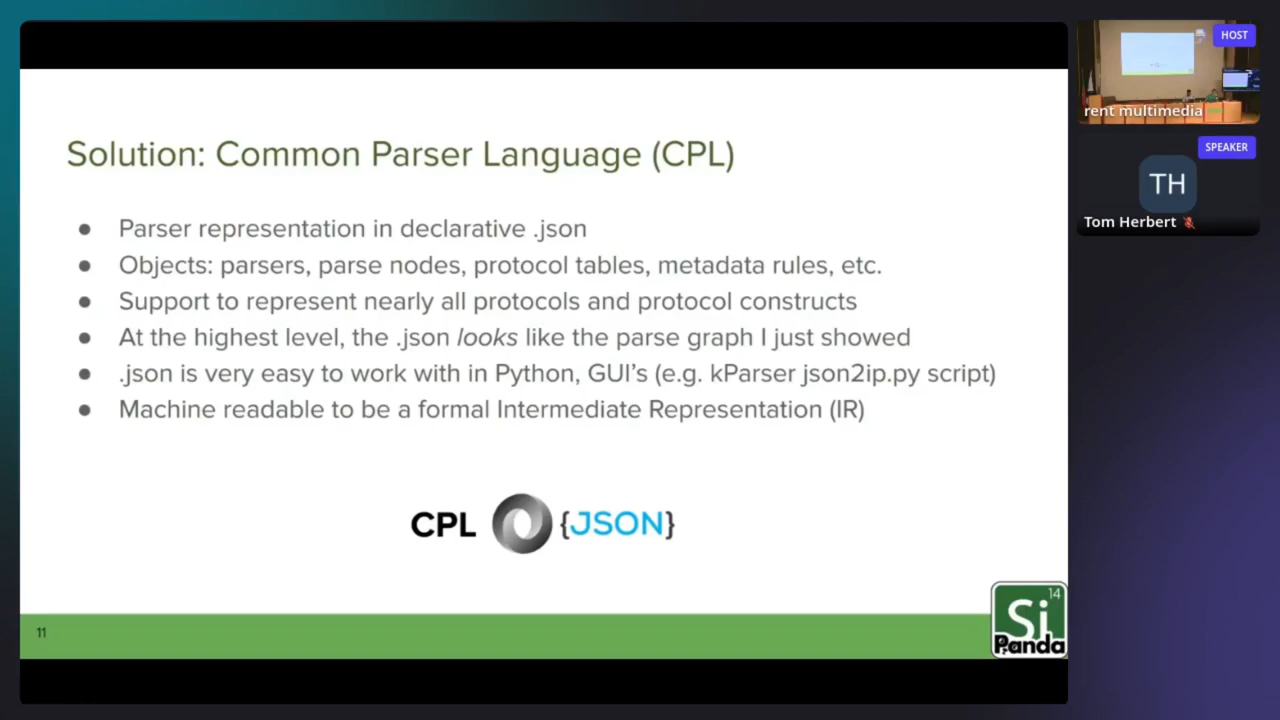 Solution: Common Parser Language (CPL)
● Parser representation in declarative .json
● Objects: parsers, parse nodes, protocol tables, metadata rules, etc.
● Support to represent nearly all protocols and protocol constructs
● At the highest level, the .json looks like the parse graph I just showed
● .json is very easy to work with in Python, GUI's (e.g. kParser json2ip.py script)
● Machine readable to be a formal Intermediate Representation (IR)
CPL {JSON}
11
14
Si
Panda
HOST
rent multimedia
SPEAKER
TH
Tom Herbert